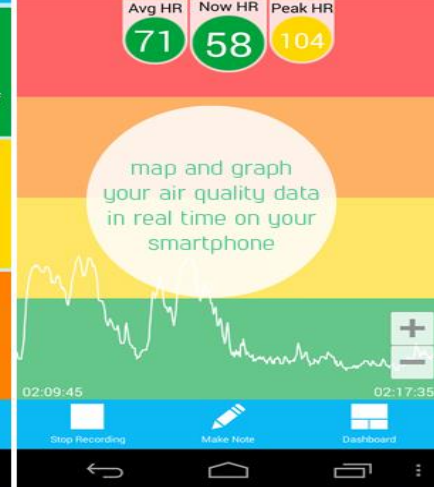 Avg HR Now HR Peak HR
71 58 104
map and graph
your air quality data
in real time on your
smartphone
+
−
02:09:45 02:17:35
Stop Recording Make Note Dashboard